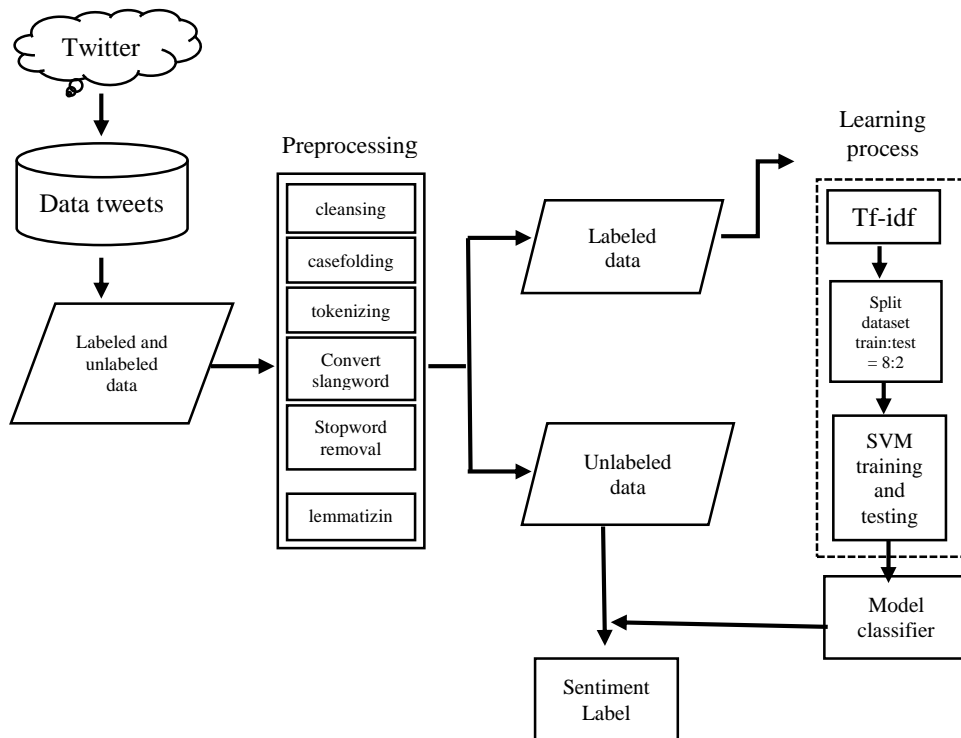 Twitter
Data tweets
Labeled and
unlabeled
data
Preprocessing
cleansing
casefolding
tokenizing
Convert
slangword
Stopword
removal
lemmatizin
Labeled
data
Unlabeled
data
Learning
process
Tf-idf
Split
dataset
train:test
= 8:2
SVM
training
and
testing
Model
classifier
Sentiment
Label